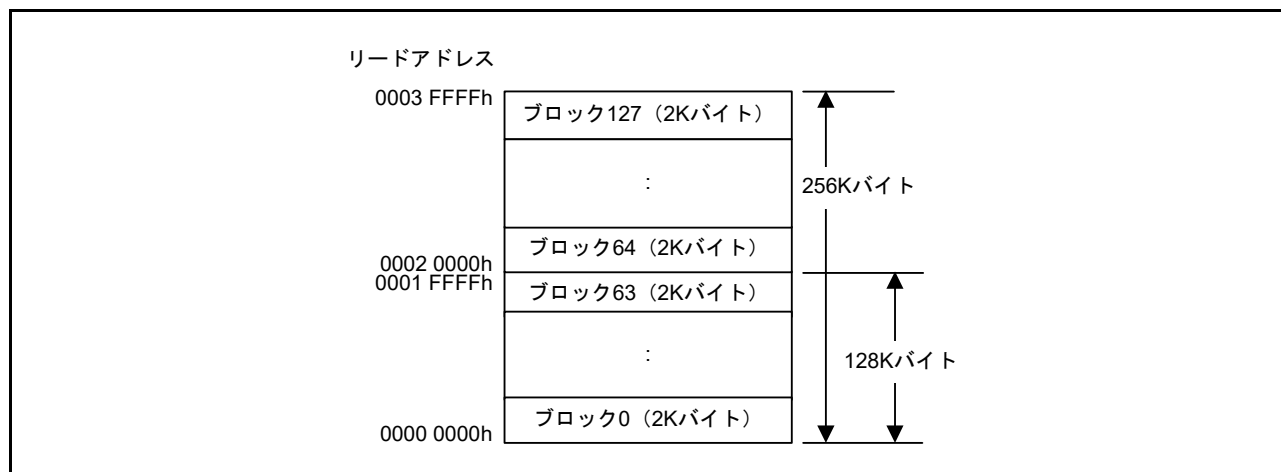 リードアドレス
0003 FFFFh
ブロック127（2Kバイト）
:
256Kバイト
ブロック64（2Kバイト）
0002 0000h
0001 FFFFh
ブロック63（2Kバイト）
:
128Kバイト
ブロック0（2Kバイト）
0000 0000h